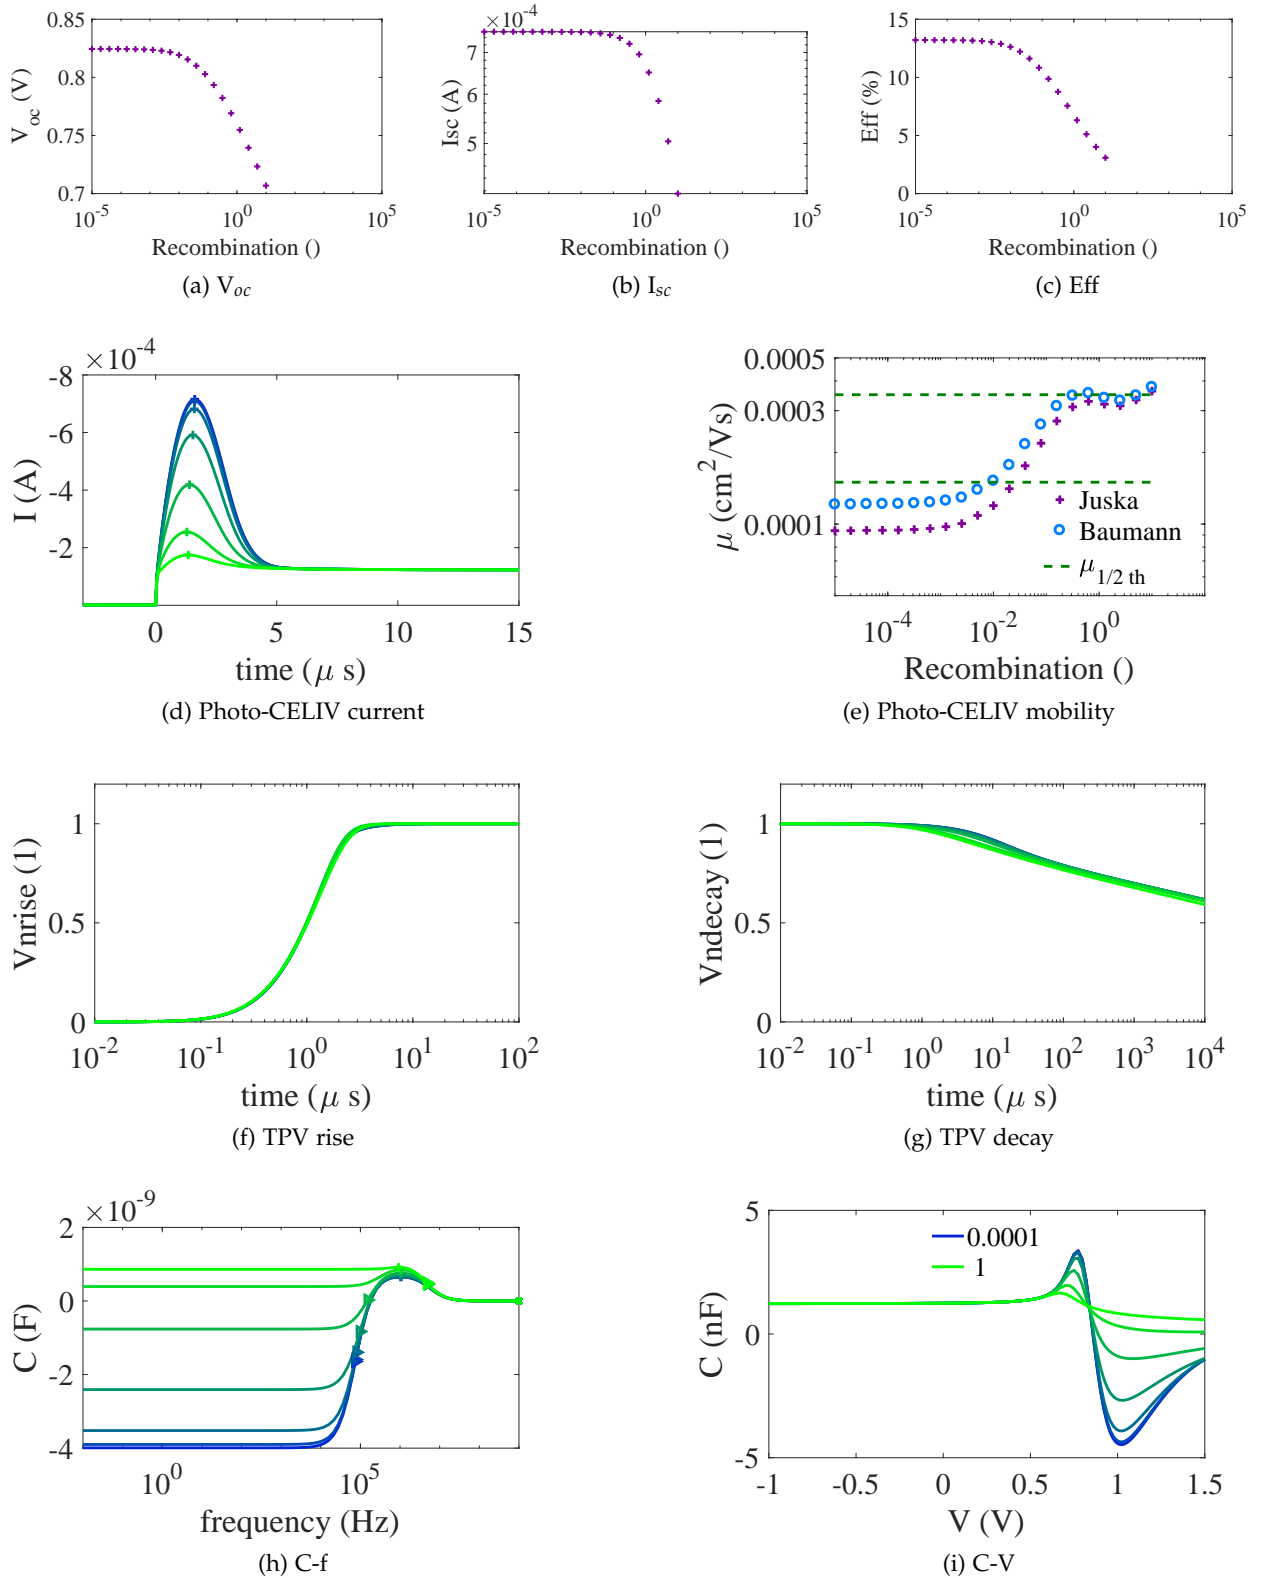 0.85
0.8
0.75
0.7
V_oc (V)
10^-5 10^0 10^5
Recombination ()
(a) V_oc
×10^-4
7
6
5
Isc (A)
10^-5 10^0 10^5
Recombination ()
(b) I_sc
15
10
5
0
Eff (%)
10^-5 10^0 10^5
Recombination ()
(c) Eff
×10^-4
-8
-6
-4
-2
I (A)
0 5 10 15
time (μ s)
(d) Photo-CELIV current
0.0005
0.0003
0.0001
μ (cm^2/Vs)
Juska
Baumann
μ_1/2 th
10^-4 10^-2 10^0
Recombination ()
(e) Photo-CELIV mobility
1
0.5
0
Vnrise (1)
10^-2 10^-1 10^0 10^1 10^2
time (μ s)
(f) TPV rise
1
0.5
0
Vndecay (1)
10^-2 10^-1 10^0 10^1 10^2 10^3 10^4
time (μ s)
(g) TPV decay
×10^-9
2
0
-2
-4
C (F)
10^0 10^5
frequency (Hz)
(h) C-f
5
0
-5
C (nF)
0.0001
1
-1 -0.5 0 0.5 1 1.5
V (V)
(i) C-V